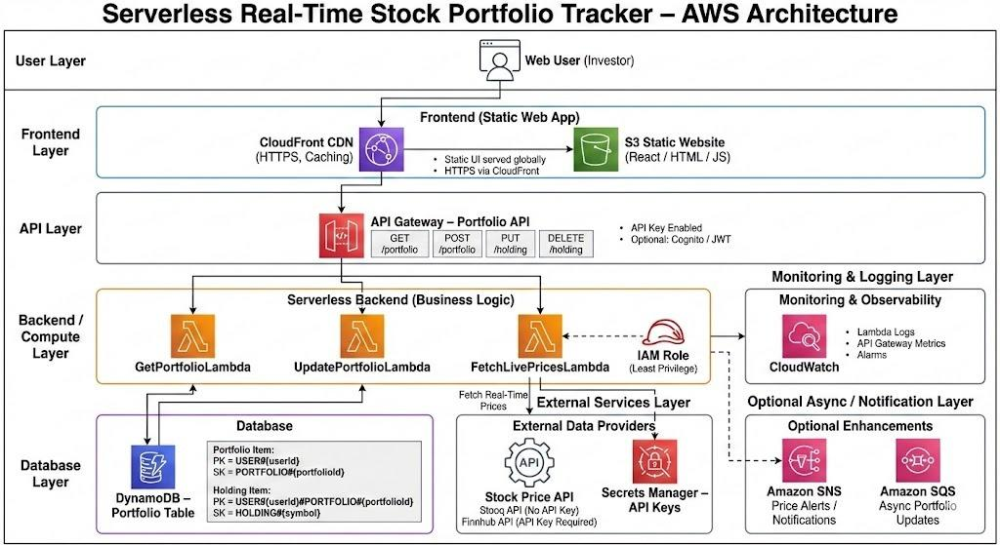 Serverless Real-Time Stock Portfolio Tracker – AWS Architecture
User Layer
Web User (Investor)
Frontend
Layer
Frontend (Static Web App)
CloudFront CDN
(HTTPS, Caching)
• Static UI served globally
• HTTPS via CloudFront
S3 Static Website
(React / HTML / JS)
API Layer
API Gateway – Portfolio API
GET
/portfolio
POST
/portfolio
PUT
/holding
DELETE
/holding
• API Key Enabled
• Optional: Cognito / JWT
Backend /
Compute
Layer
Serverless Backend (Business Logic)
GetPortfolioLambda
UpdatePortfolioLambda
FetchLivePricesLambda
IAM Role
(Least Privilege)
Monitoring & Logging Layer
Monitoring & Observability
CloudWatch
• Lambda Logs
• API Gateway Metrics
• Alarms
Fetch Real-Time
Prices
External Services Layer
Optional Async / Notification Layer
Database
Layer
Database
DynamoDB –
Portfolio Table
Portfolio Item:
PK = USER#{userId}
SK = PORTFOLIO#{portfolioId}
Holding Item:
PK = USER#{userId}#PORTFOLIO#{portfolioId}
SK = HOLDING#{symbol}
External Data Providers
API
Stock Price API
Stooq API (No API Key)
Finnhub API (API Key Required)
Secrets Manager –
API Keys
Optional Enhancements
Amazon SNS
Price Alerts /
Notifications
Amazon SQS
Async Portfolio
Updates